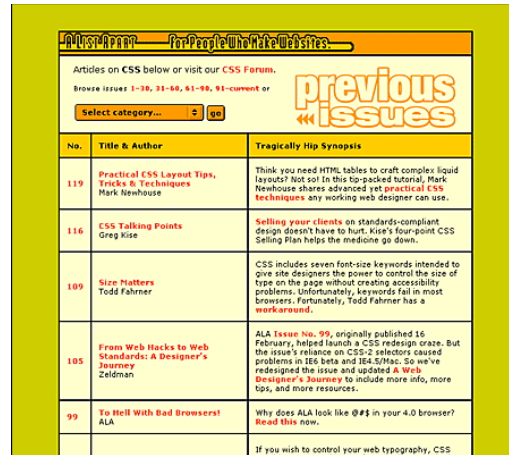 A LIST APART for People Who Make Websites.
Articles on CSS below or visit our CSS Forum.
Browse issues 1-30, 31-60, 61-90, 91-current or
Select category... go
previous
issues
No. Title & Author Tragically Hip Synopsis
119
Practical CSS Layout Tips,
Tricks & Techniques
Mark Newhouse
Think you need HTML tables to craft complex liquid
layouts? Not so! In this tip-packed tutorial, Mark
Newhouse shares advanced yet practical CSS
techniques any working web designer can use.
116
CSS Talking Points
Greg Kise
Selling your clients on standards-compliant
design doesn't have to hurt. Kise's four-point CSS
Selling Plan helps the medicine go down.
109
Size Matters
Todd Fahrner
CSS includes seven font-size keywords intended to
give site designers the power to control the size of
type on the page without creating accessibility
problems. Unfortunately, keywords fail in most
browsers. Fortunately, Todd Fahrner has a
workaround.
105
From Web Hacks to Web
Standards: A Designer's
Journey
Zeldman
ALA Issue No. 99, originally published 16
February, helped launch a CSS redesign craze. But
the issue's reliance on CSS-2 selectors caused
problems in IE6 beta and IE4.5/Mac. So we've
redesigned the issue and updated A Web
Designer's Journey to include more info, more
tips, and more resources.
99
To Hell With Bad Browsers!
ALA
Why does ALA look like @#$ in your 4.0 browser?
Read this now.
If you wish to control your web typography, CSS